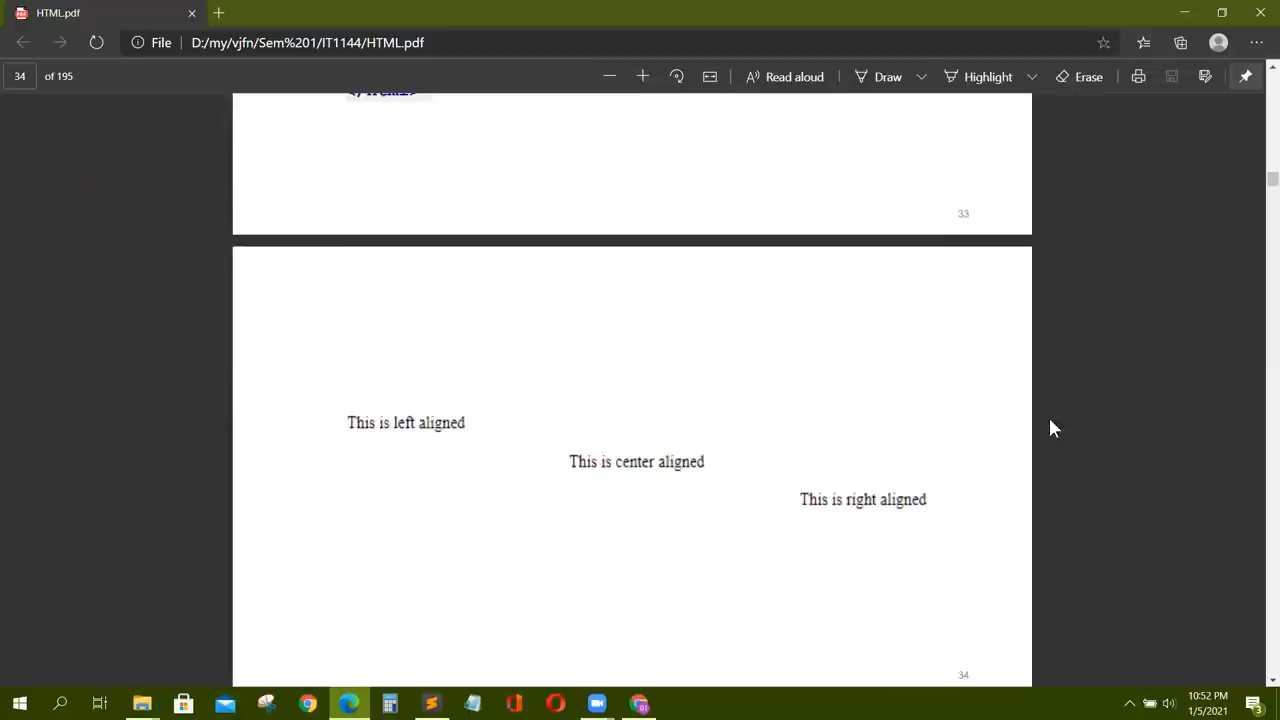 HTML.pdf
File | D:/my/vjfn/Sem%201/IT1144/HTML.pdf
34 of 195 Read aloud Draw Highlight Erase
33
This is left aligned
This is center aligned
This is right aligned
34
10:52 PM
1/5/2021
3